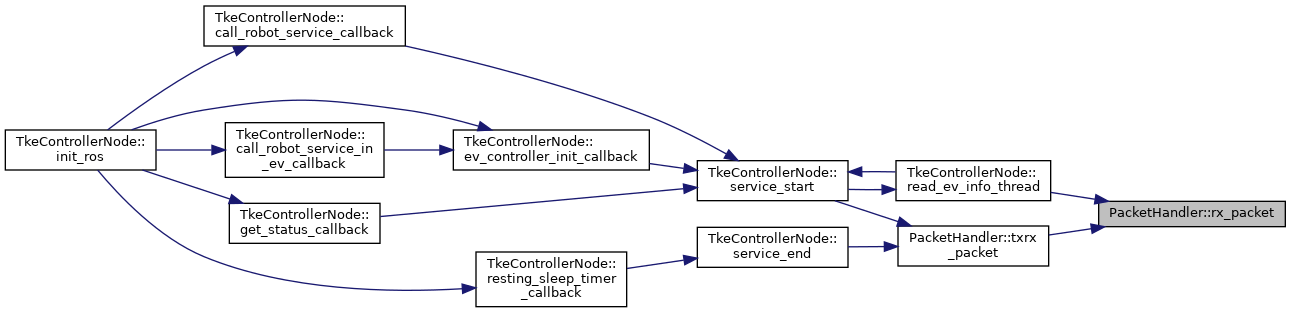 TkeControllerNode::
call_robot_service_callback
TkeControllerNode::
init_ros
TkeControllerNode::
call_robot_service_in
_ev_callback
TkeControllerNode::
ev_controller_init_callback
TkeControllerNode::
get_status_callback
TkeControllerNode::
resting_sleep_timer
_callback
TkeControllerNode::
service_start
TkeControllerNode::
service_end
TkeControllerNode::
read_ev_info_thread
PacketHandler::txrx
_packet
PacketHandler::rx_packet